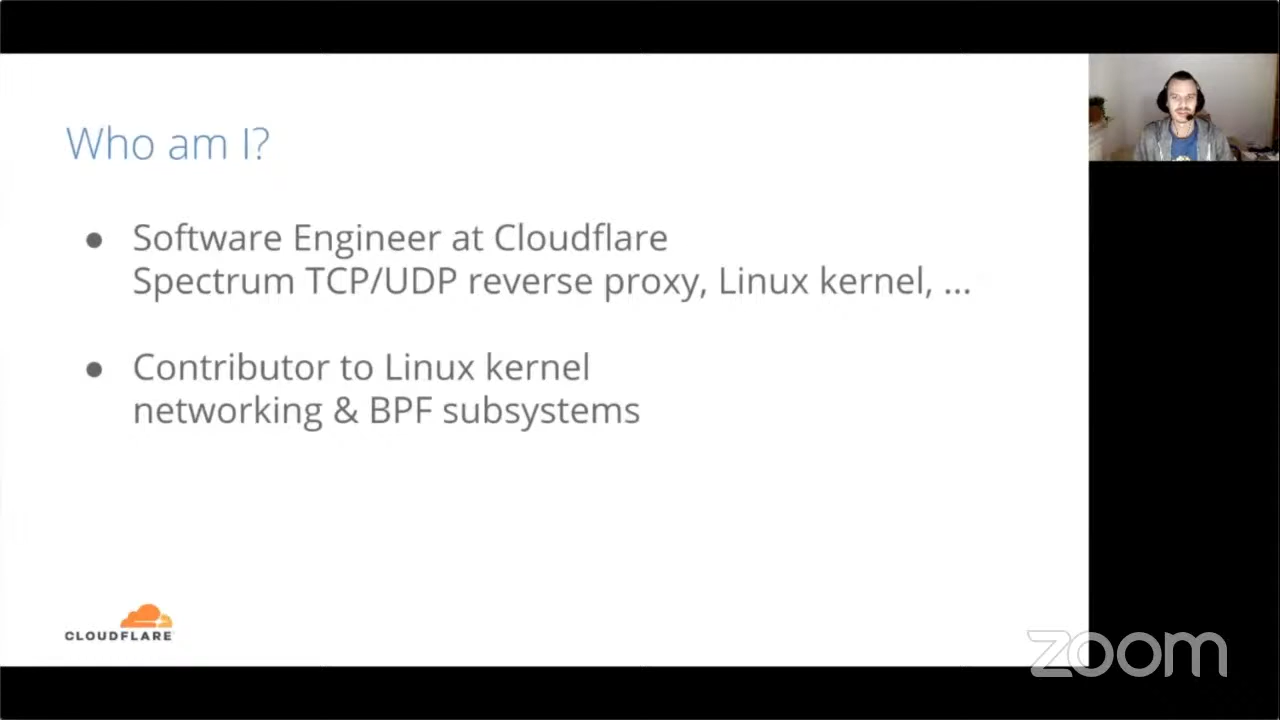 Who am I?
● Software Engineer at Cloudflare
Spectrum TCP/UDP reverse proxy, Linux kernel, ...
● Contributor to Linux kernel
networking & BPF subsystems
CLOUDFLARE
zoom